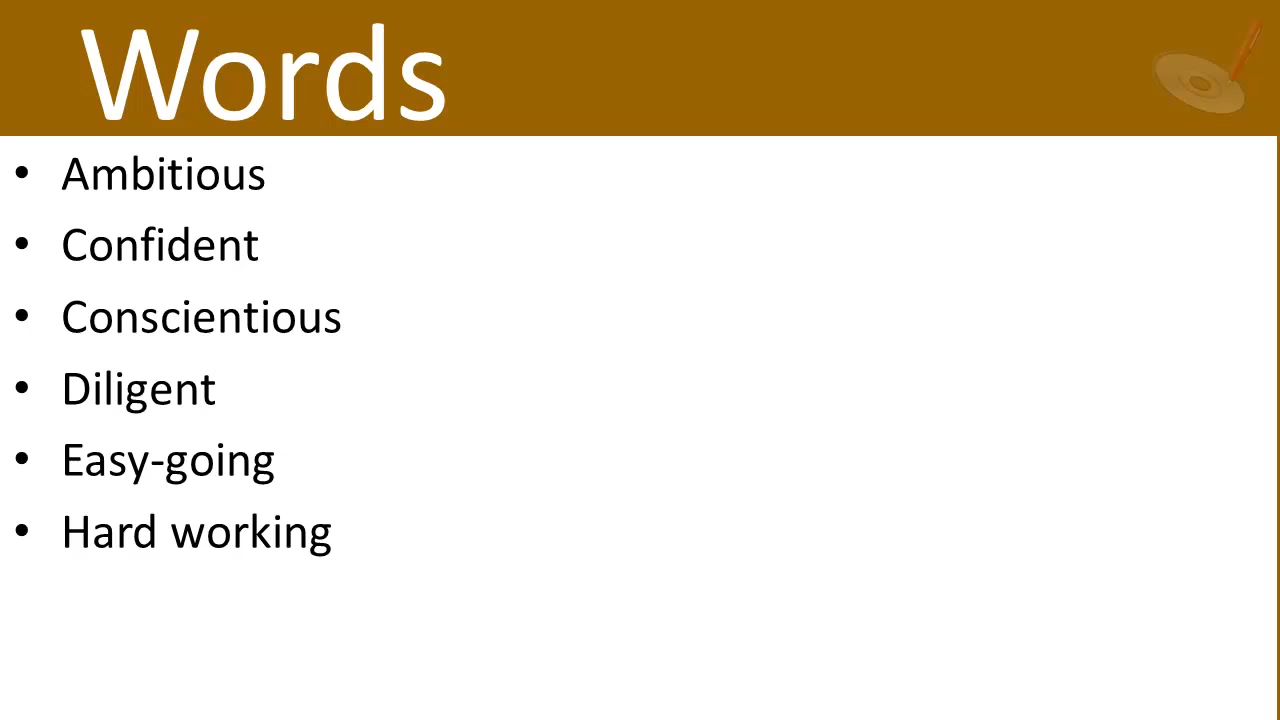 Words
• Ambitious
• Confident
• Conscientious
• Diligent
• Easy-going
• Hard working